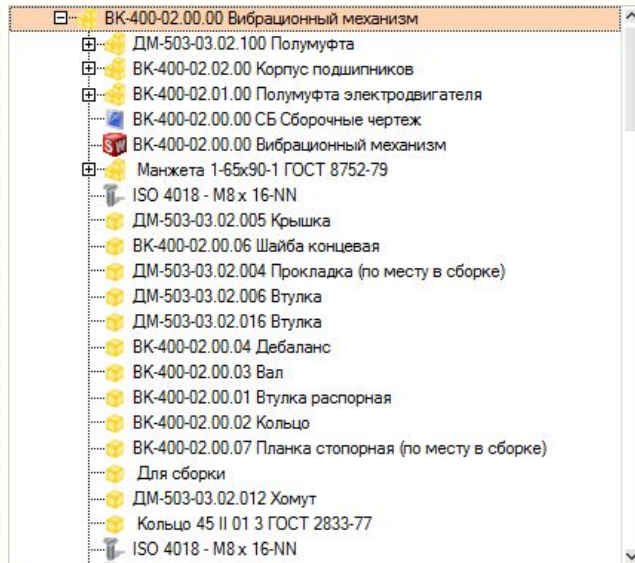 ВК-400-02.00.00 Вибрационный механизм
ДМ-503-03.02.100 Полумуфта
ВК-400-02.02.00 Корпус подшипников
ВК-400-02.01.00 Полумуфта электродвигателя
ВК-400-02.00.00 СБ Сборочные чертеж
SW ВК-400-02.00.00 Вибрационный механизм
Манжета 1-65х90-1 ГОСТ 8752-79
ISO 4018 - M8 x 16-NN
ДМ-503-03.02.005 Крышка
ВК-400-02.00.06 Шайба концевая
ДМ-503-03.02.004 Прокладка (по месту в сборке)
ДМ-503-03.02.006 Втулка
ДМ-503-03.02.016 Втулка
ВК-400-02.00.04 Дебаланс
ВК-400-02.00.03 Вал
ВК-400-02.00.01 Втулка распорная
ВК-400-02.00.02 Кольцо
ВК-400-02.00.07 Планка стопорная (по месту в сборке)
Для сборки
ДМ-503-03.02.012 Хомут
Кольцо 45 II 01 3 ГОСТ 2833-77
ISO 4018 - M8 x 16-NN